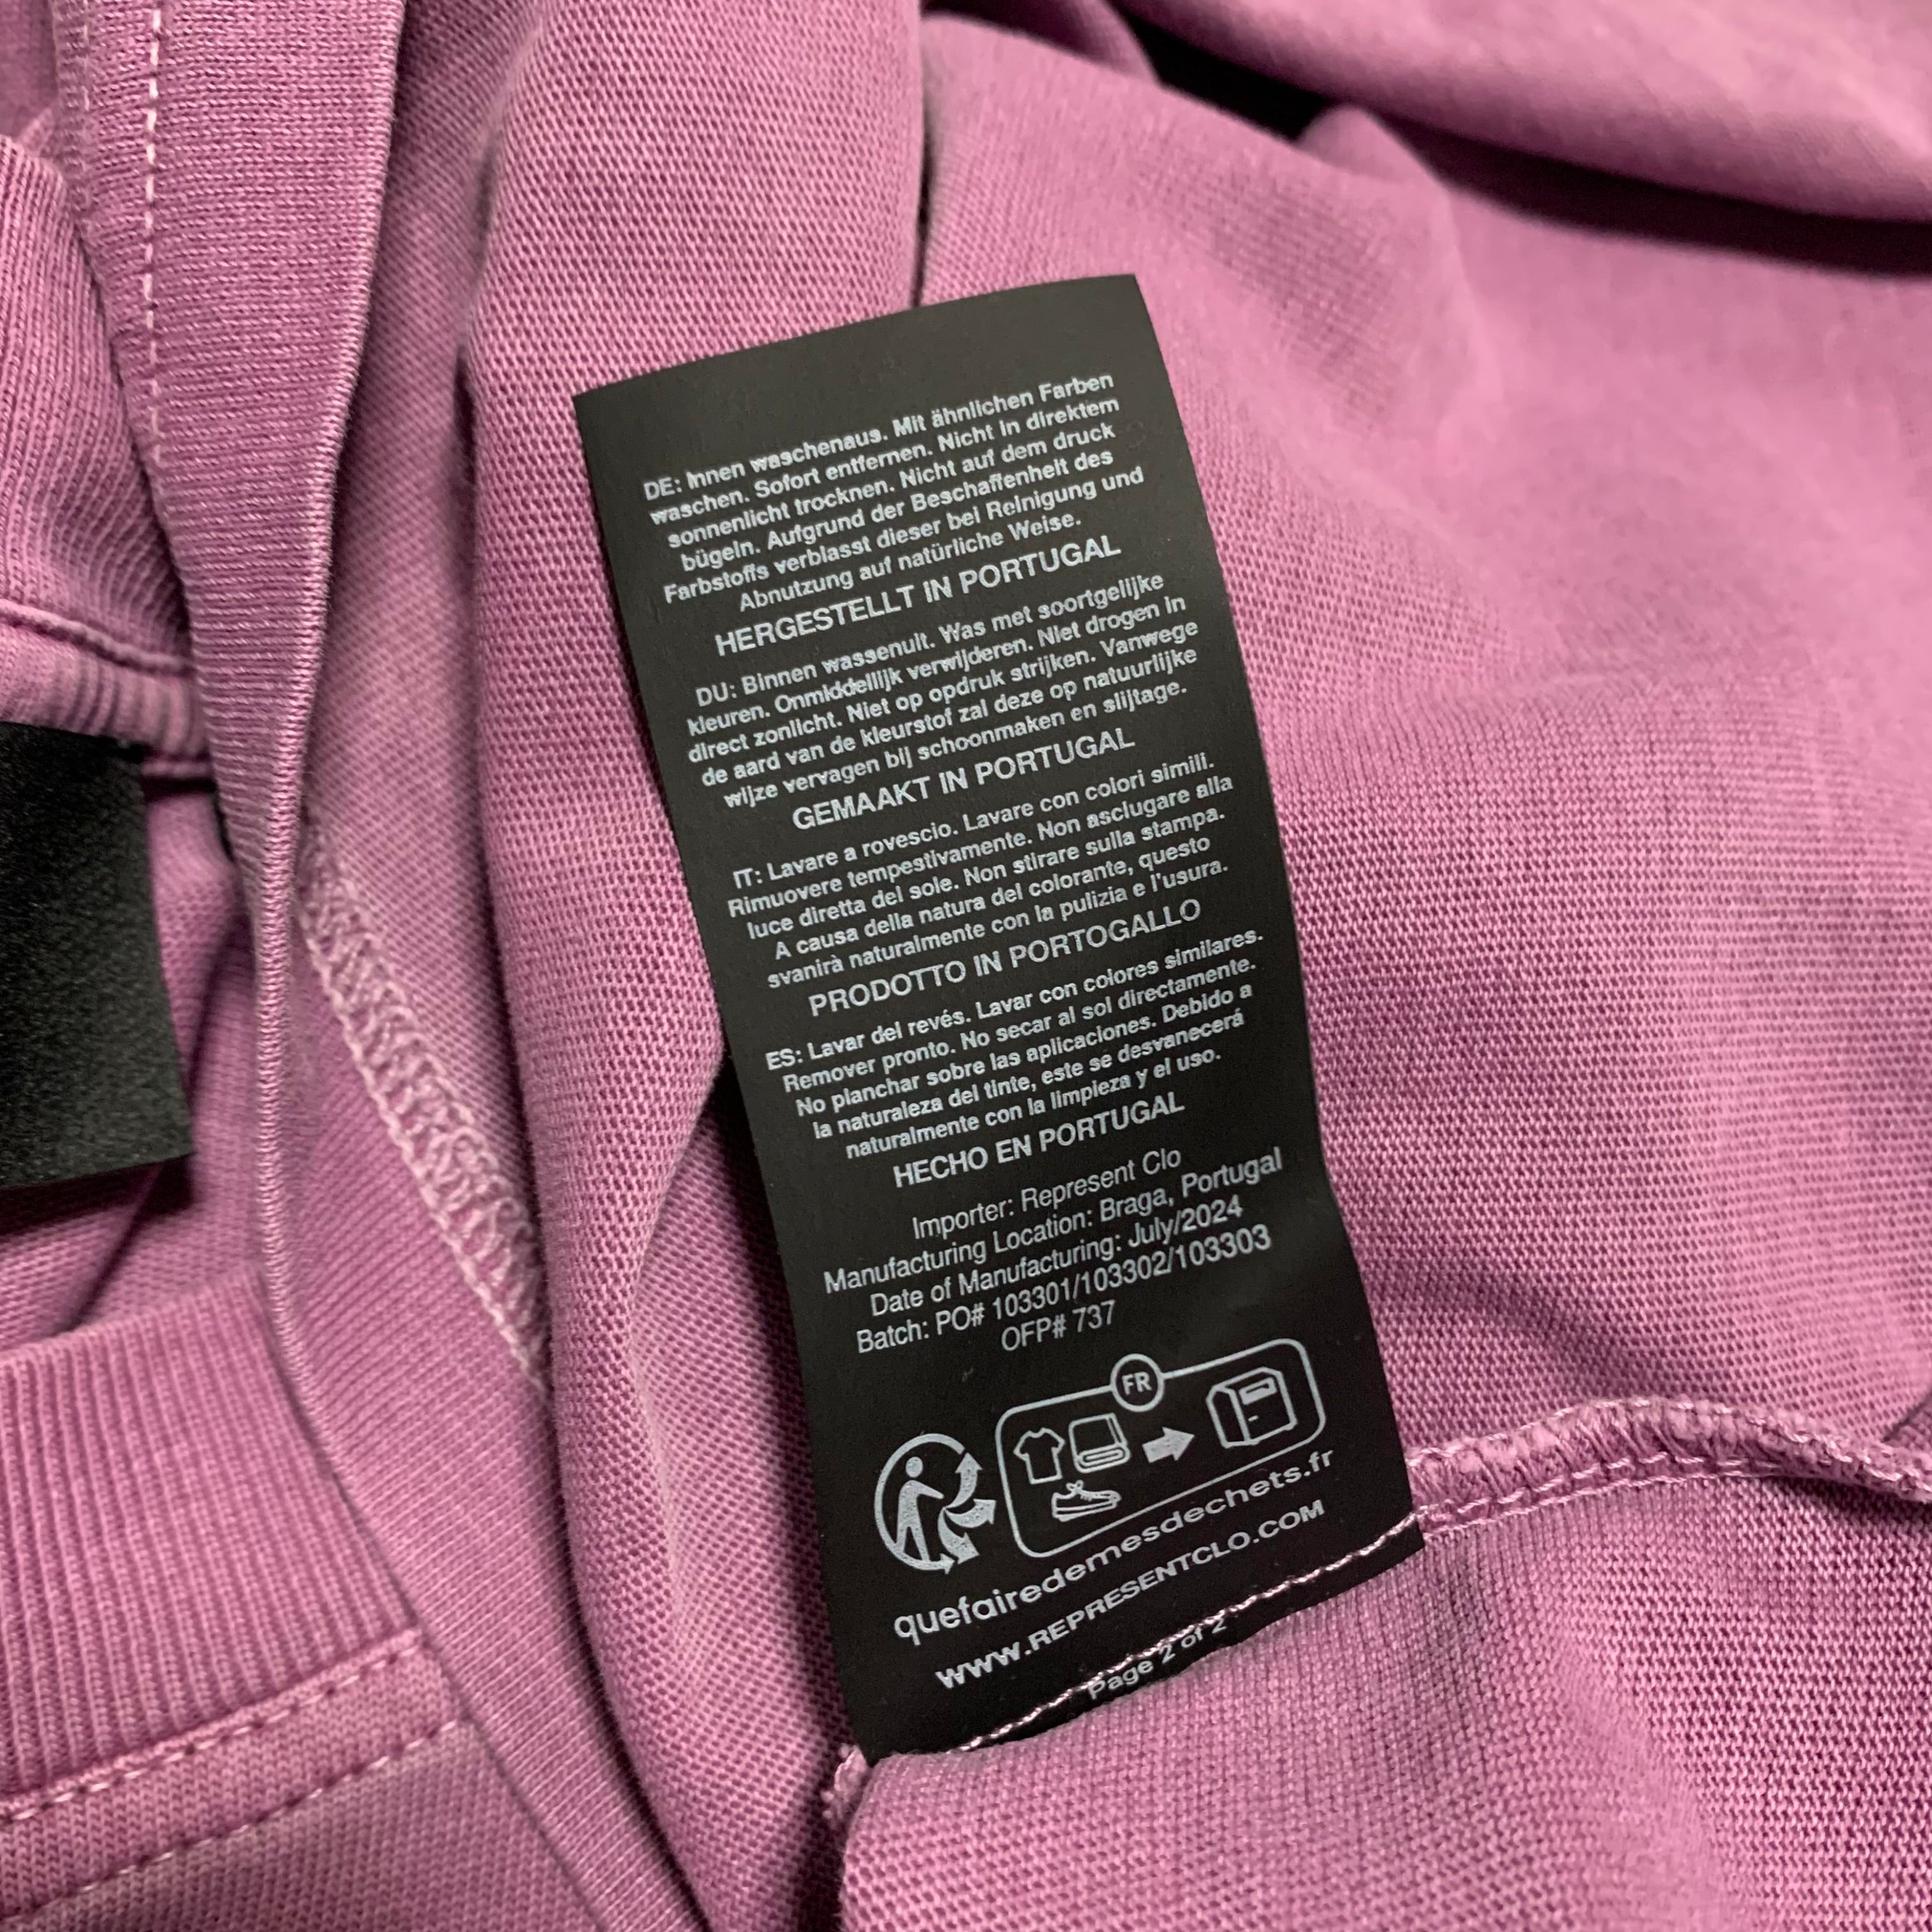 DE: Innen waschenaus. Mit ähnlichen Farben
waschen. Sofort entfernen. Nicht in direktem
sonnenlicht trocknen. Nicht auf dem druck
bügeln. Aufgrund der Beschaffenheit des
Farbstoffs verblasst dieser bei Reinigung und
Abnutzung auf natürliche Weise.
HERGESTELLT IN PORTUGAL
DU: Binnen wassenuit. Was met soortgelijke
kleuren. Onmiddellijk verwijderen. Niet drogen in
direct zonlicht. Niet op opdruk strijken. Vanwege
de aard van de kleurstof zal deze op natuurlijke
wijze vervagen bij schoonmaken en slijtage.
GEMAAKT IN PORTUGAL
IT: Lavare a rovescio. Lavare con colori simili.
Rimuovere tempestivamente. Non asciugare alla
luce diretta del sole. Non stirare sulla stampa.
A causa della natura del colorante, questo
svanirà naturalmente con la pulizia e l'usura.
PRODOTTO IN PORTOGALLO
ES: Lavar del revés. Lavar con colores similares.
Remover pronto. No secar al sol directamente.
No planchar sobre las aplicaciones. Debido a
la naturaleza del tinte, este se desvanecerá
naturalmente con la limpieza y el uso.
HECHO EN PORTUGAL
Importer: Represent Clo
Manufacturing Location: Braga, Portugal
Date of Manufacturing: July/2024
Batch: PO# 103301/103302/103303
OFP# 737
FR
quefairedemesdechets.fr
WWW.REPRESENTCLO.COM
Page 2 of 2